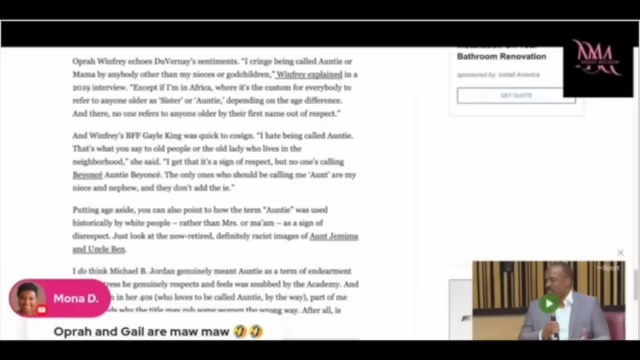 Bathroom Renovation
sponsored by: Install America
GET QUOTE
Oprah Winfrey echoes DuVernay's sentiments. "I cringe being called Auntie or
Mama by anybody other than my nieces or godchildren," Winfrey explained in a
2019 interview. "Except if I'm in Africa, where it's the custom for everybody to
refer to anyone older as 'Sister' or 'Auntie,' depending on the age difference.
And there, no one refers to anyone older by their first name out of respect."
And Winfrey's BFF Gayle King was quick to cosign. "I hate being called Auntie.
That's what you say to old people or the old lady who lives in the
neighborhood," she said. "I get that it's a sign of respect, but no one's calling
Beyoncé Auntie Beyoncé. The only ones who should be calling me 'Aunt' are my
niece and nephew, and they don't add the ie."
Putting age aside, you can also point to how the term "Auntie" was used
historically by white people – rather than Mrs. or ma'am – as a sign of
disrespect. Just look at the now-retired, definitely racist images of Aunt Jemima
and Uncle Ben.
I do think Michael B. Jordan genuinely meant Auntie as a term of endearment
tress he genuinely respects and feels was snubbed by the Academy. And
n in her 40s (who loves to be called Auntie, by the way), part of me
ds why the title may rub some women the wrong way. After all, is
Mona D.
Oprah and Gail are maw maw 🤣 🤣